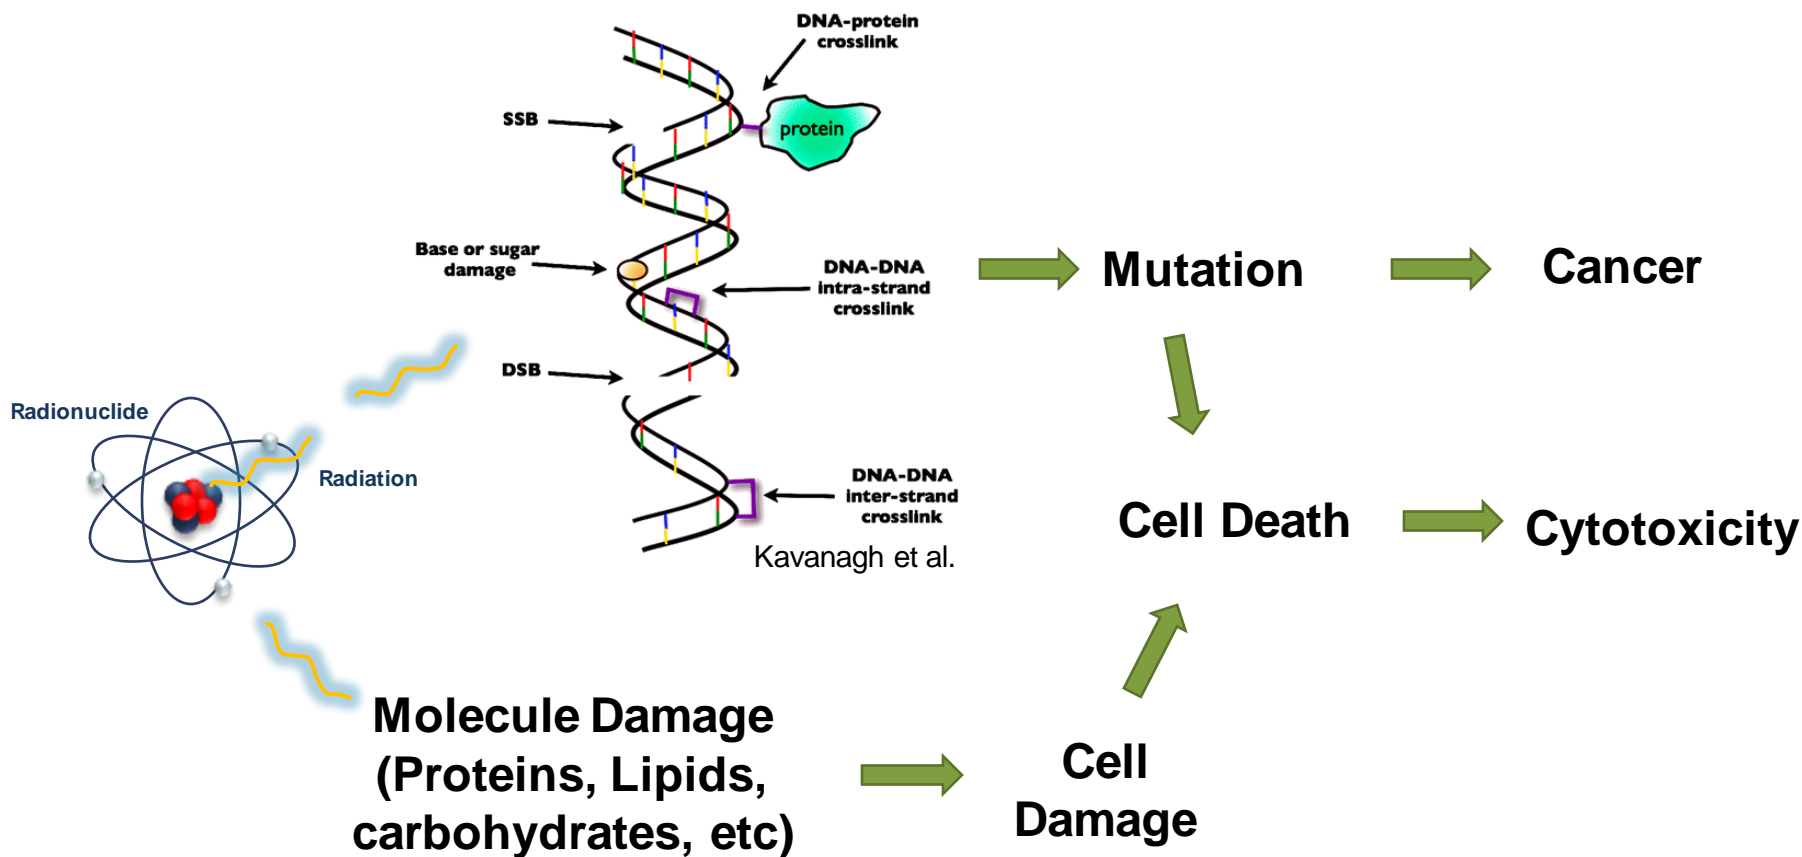 DNA-protein
crosslink
SSB
protein
Base or sugar
damage
DNA-DNA
intra-strand
crosslink
Mutation
Cancer
DSB
Radionuclide
Radiation
DNA-DNA
inter-strand
crosslink
Kavanagh et al.
Cell Death
Cytotoxicity
Molecule Damage
(Proteins, Lipids,
carbohydrates, etc)
Cell
Damage